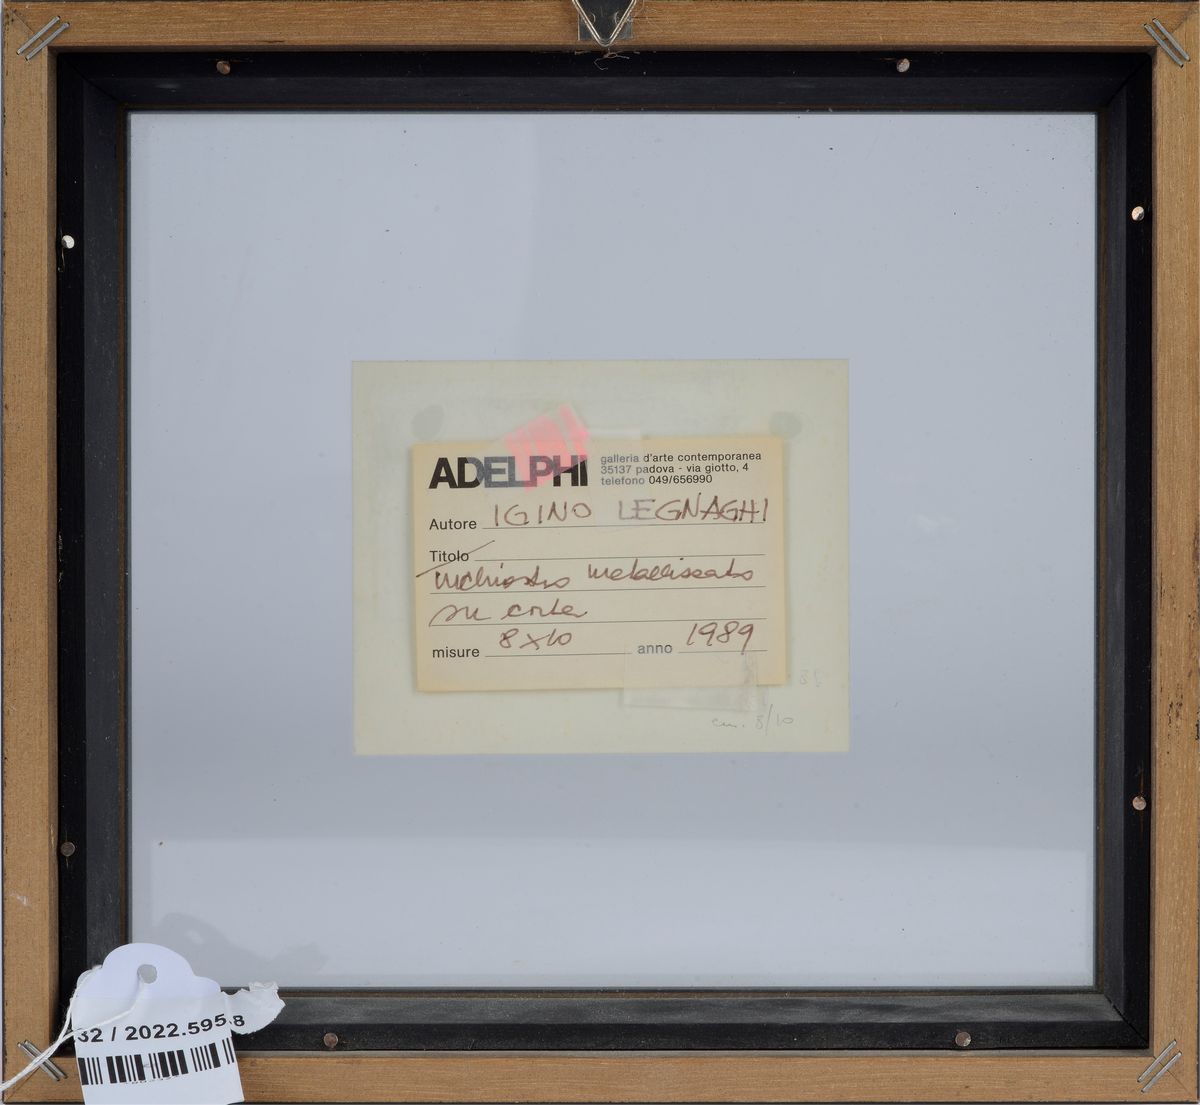 ADELPHI
galleria d'arte contemporanea
35137 padova - via giotto, 4
telefono 049/656990
Autore IGINO LEGNAGHI
Titolo
inchiostro metallizzato
su carta
misure 8x10 anno 1989
cm. 8/10
32 / 2022.595.8